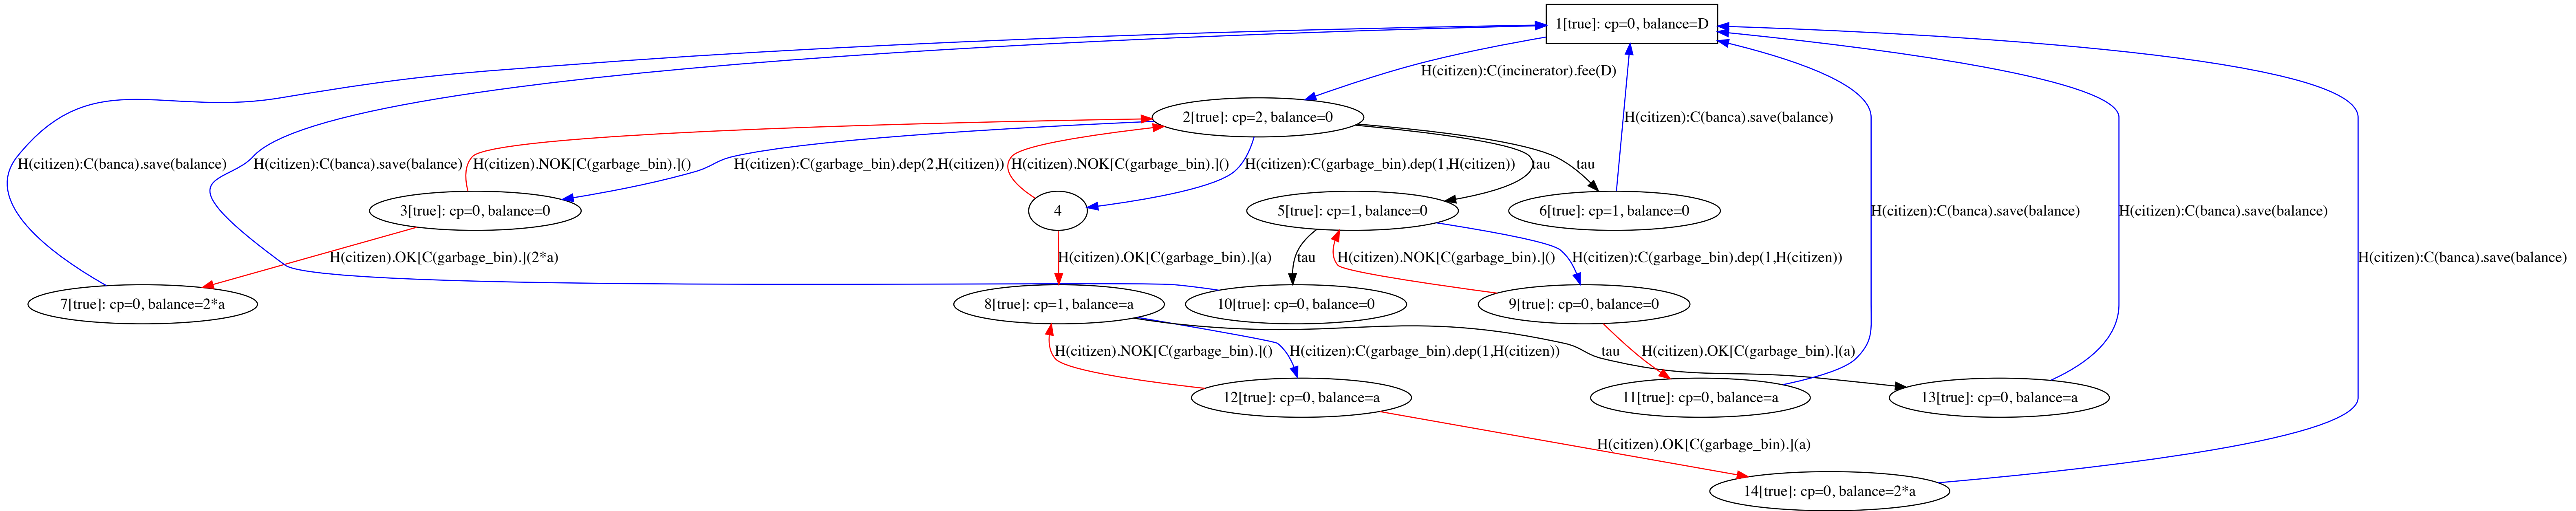 1[true]: cp=0, balance=D
H(citizen):C(incinerator).fee(D)
2[true]: cp=2, balance=0
H(citizen):C(banca).save(balance)
H(citizen):C(banca).save(balance)
H(citizen):C(banca).save(balance)
H(citizen).NOK[C(garbage_bin).]()
H(citizen):C(garbage_bin).dep(2,H(citizen))
H(citizen).NOK[C(garbage_bin).]()
H(citizen):C(garbage_bin).dep(1,H(citizen))
tau
tau
3[true]: cp=0, balance=0
4
5[true]: cp=1, balance=0
6[true]: cp=1, balance=0
H(citizen):C(banca).save(balance)
H(citizen):C(banca).save(balance)
H(citizen).OK[C(garbage_bin).](2*a)
H(citizen).OK[C(garbage_bin).](a)
tau
H(citizen).NOK[C(garbage_bin).]()
H(citizen):C(garbage_bin).dep(1,H(citizen))
H(citizen):C(banca).save(balance)
7[true]: cp=0, balance=2*a
8[true]: cp=1, balance=a
10[true]: cp=0, balance=0
9[true]: cp=0, balance=0
H(citizen).NOK[C(garbage_bin).]()
H(citizen):C(garbage_bin).dep(1,H(citizen))
tau
H(citizen).OK[C(garbage_bin).](a)
12[true]: cp=0, balance=a
11[true]: cp=0, balance=a
13[true]: cp=0, balance=a
H(citizen).OK[C(garbage_bin).](a)
14[true]: cp=0, balance=2*a